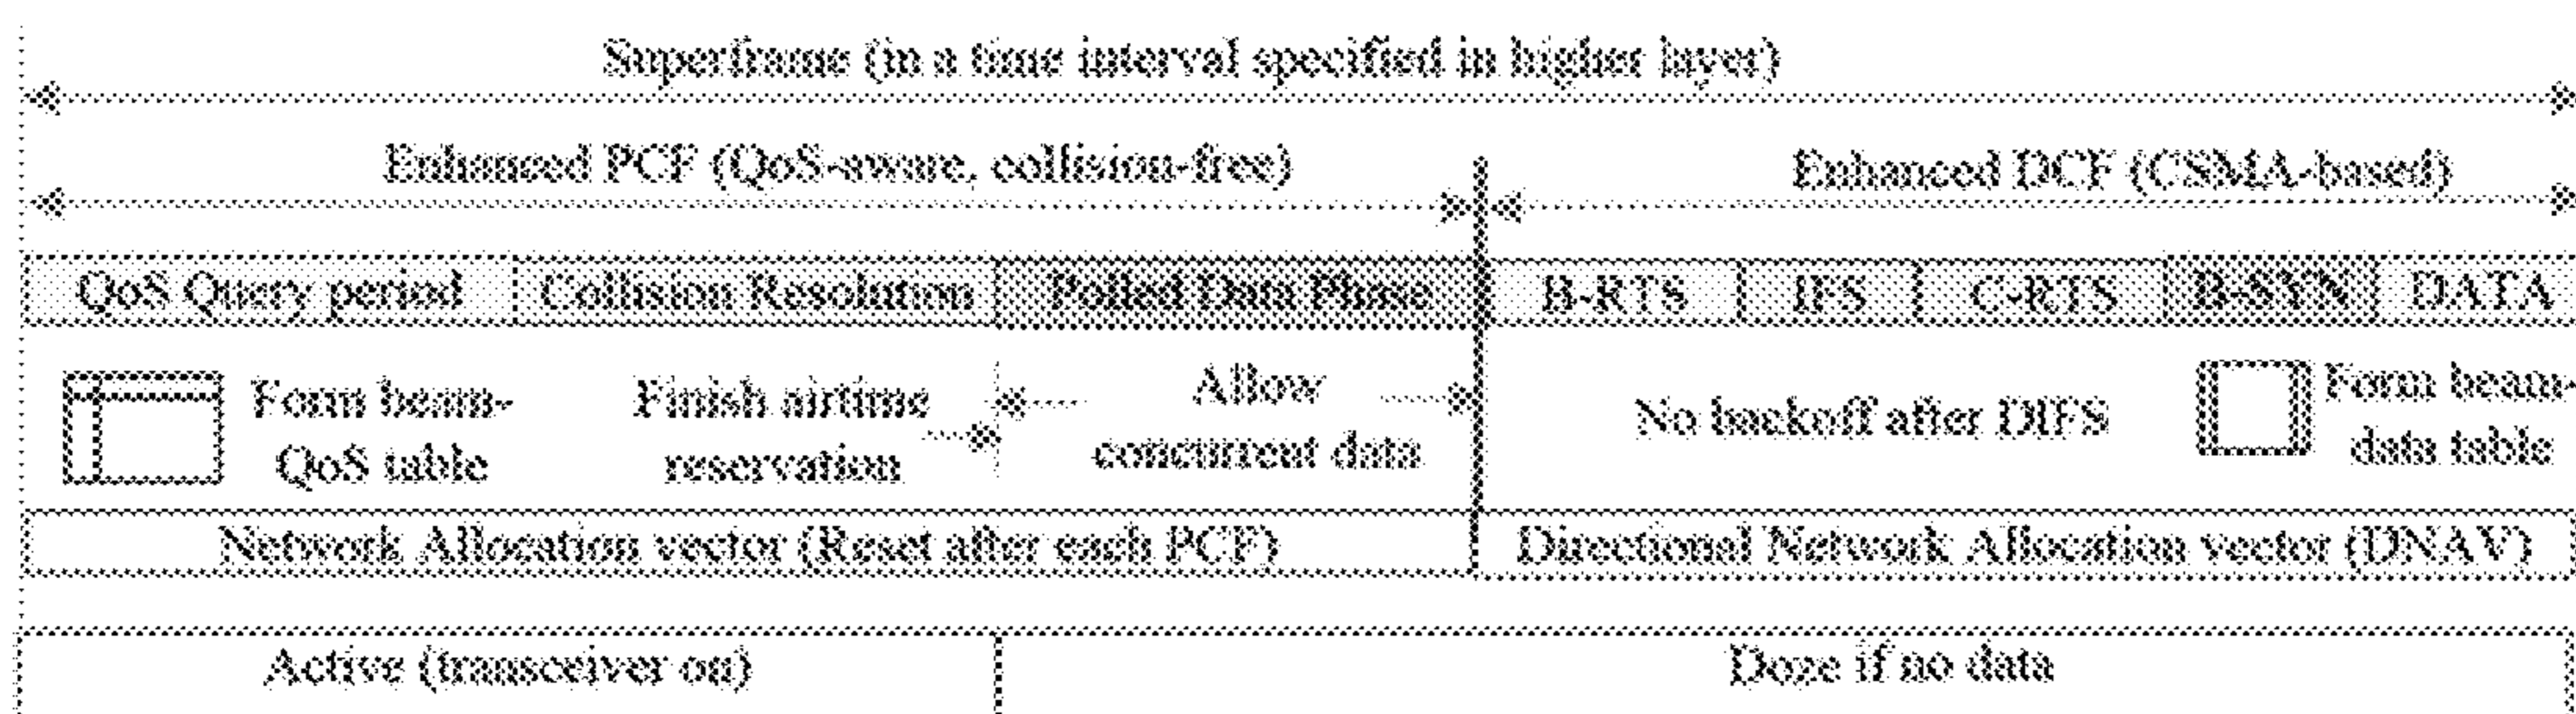 Superframe (in a time interval specified in higher layer)
Enhanced PCF (QoS-aware, collision-free)
Enhanced DCF (CSMA-based)
QoS Query period
Collision Resolution
Polled Data Phase
B-RTS
IFS
C-RTS
B-SYN
DATA
Form beam-
QoS table
Finish airtime
reservation
Allow
concurrent data
No backoff after DIFS
Form beam-
data table
Network Allocation vector (Reset after each PCF)
Directional Network Allocation vector (DNAV)
Active (transceiver on)
Doze if no data